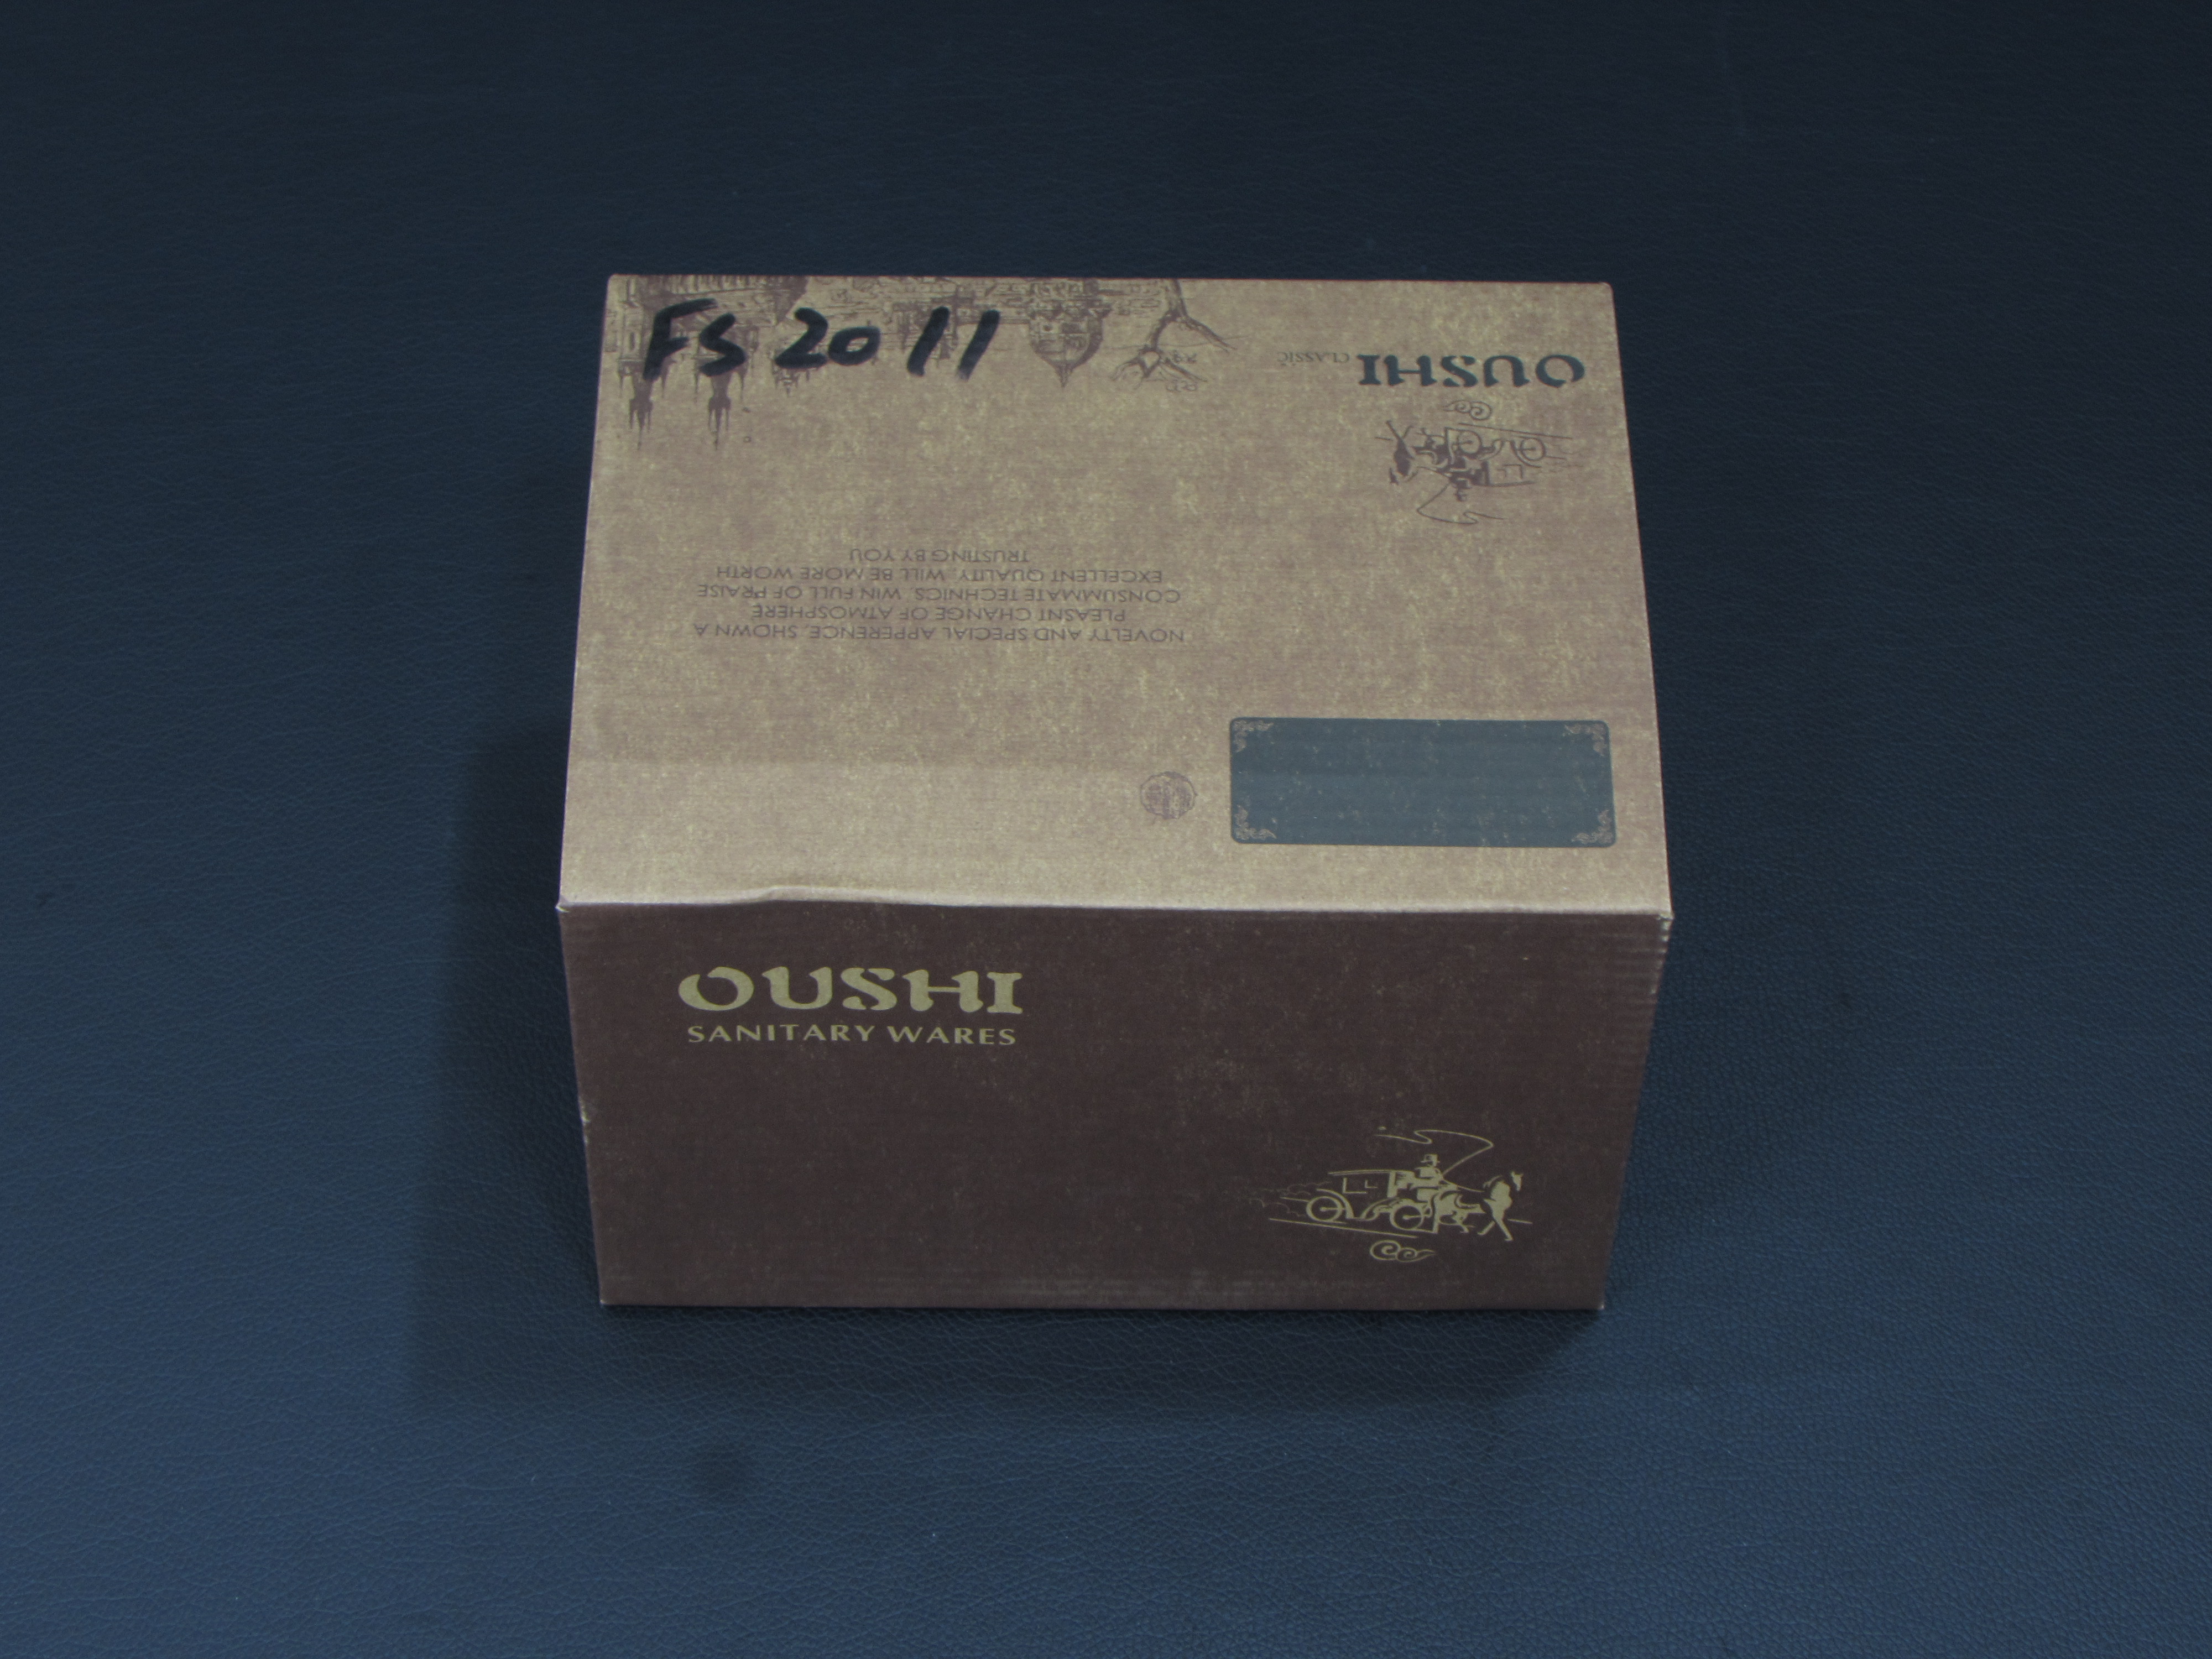 FS 2011
OUSHI CLASSIC
NOVELTY AND SPECIAL APPERENCE, SHOWN A
PLEASNT CHANGE OF ATMOSPHERE
CONSUMMATE TECHNICS, WIN FULL OF PRAISE
EXCELLENT QUALITY, WILL BE MORE WORTH
TRUSTING BY YOU
OUSHI
SANITARY WARES